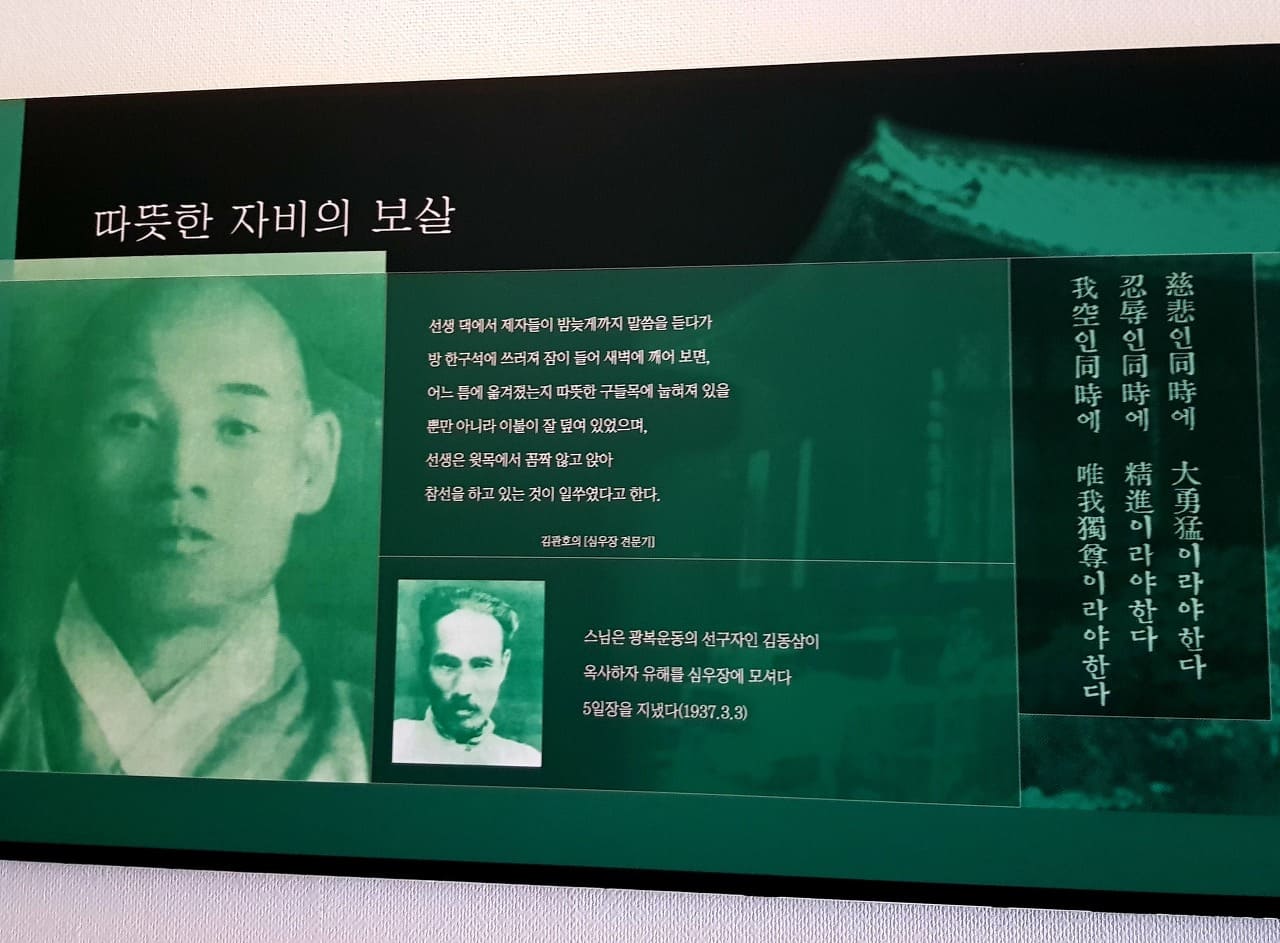 따뜻한 자비의 보살
선생 댁에서 제자들이 밤늦게까지 말씀을 듣다가
방 한구석에 쓰러져 잠이 들어 새벽에 깨어 보면,
어느 틈에 옮겨졌는지 따뜻한 구들목에 눕혀져 있을
뿐만 아니라 이불이 잘 덮여 있었으며,
선생은 윗목에서 꼼짝 않고 앉아
참선을 하고 있는 것이 일쑤였다고 한다.
김관호의 [심우장 견문기]
스님은 광복운동의 선구자인 김동삼이
옥사하자 유해를 심우장에 모셔다
5일장을 지냈다(1937.3.3)
慈悲인同時에 大勇猛이라야한다
忍辱인同時에 精進이라야한다
我空인同時에 唯我獨尊이라야한다